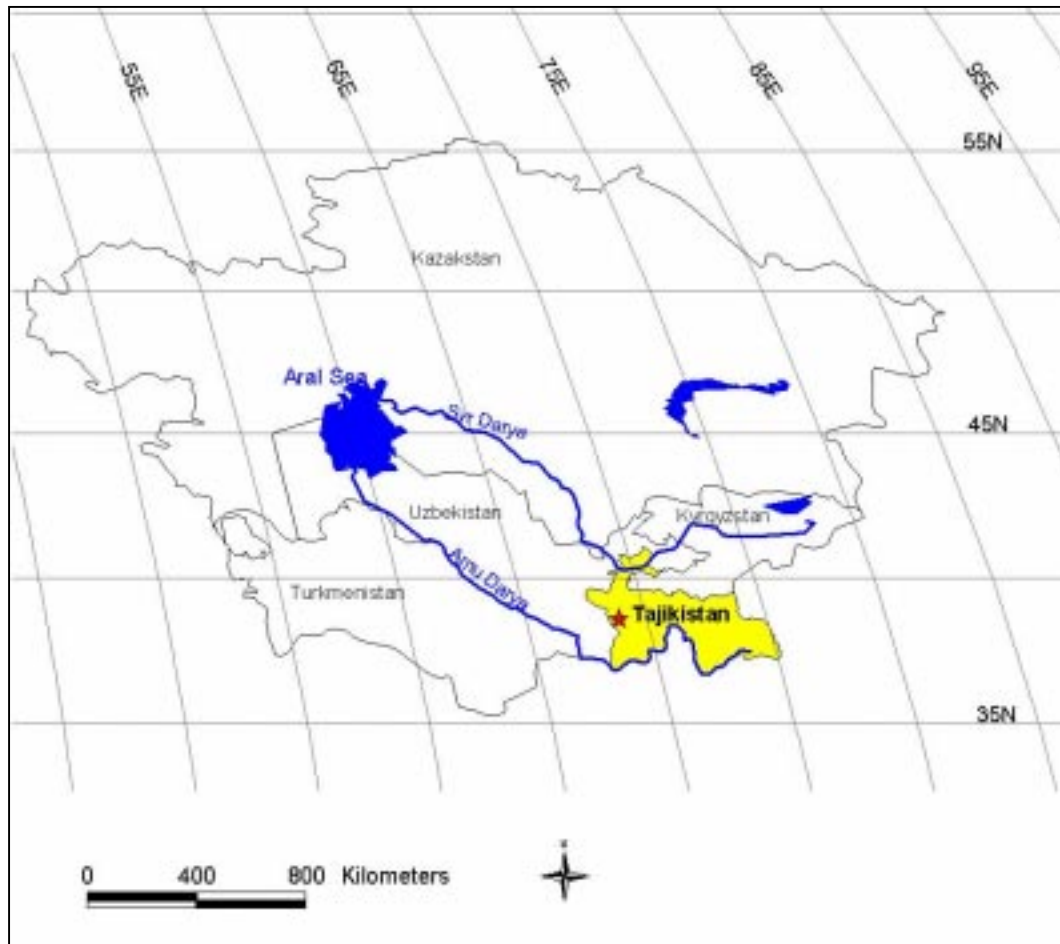 55E
65E
75E
85E
95E
55N
Kazakstan
Aral Sea
Syr Darya
45N
Uzbekistan
Kyrgyzstan
Amu Darya
Turkmenistan
Tajikistan
35N
0 400 800 Kilometers
N